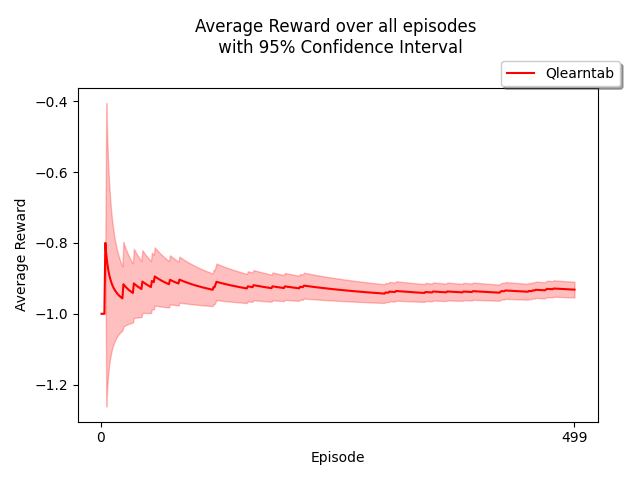 Average Reward over all episodes
with 95% Confidence Interval
Qlearntab
−0.4
−0.6
−0.8
−1.0
−1.2
Average Reward
0
499
Episode